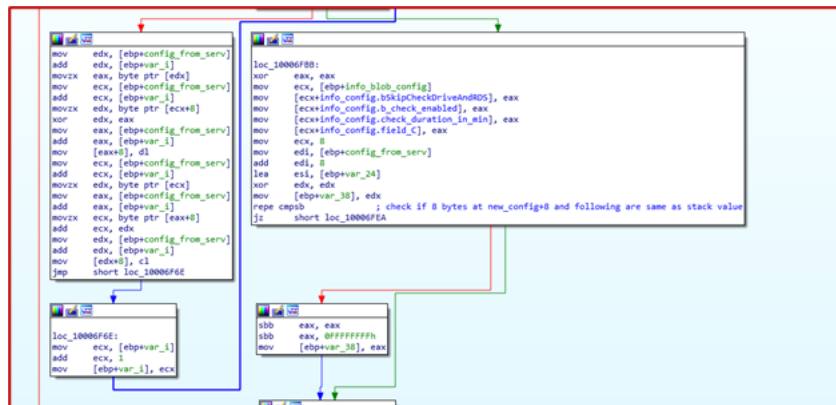 mov edx, [ebp+config_from_serv]
add edx, [ebp+var_i]
movzx eax, byte ptr [edx]
mov ecx, [ebp+config_from_serv]
add ecx, [ebp+var_i]
movzx edx, byte ptr [ecx+8]
xor edx, eax
mov eax, [ebp+config_from_serv]
add eax, [ebp+var_i]
mov [eax+8], dl
mov ecx, [ebp+config_from_serv]
add ecx, [ebp+var_i]
movzx edx, byte ptr [ecx]
mov eax, [ebp+config_from_serv]
add eax, [ebp+var_i]
movzx ecx, byte ptr [eax+8]
add ecx, edx
mov edx, [ebp+config_from_serv]
add edx, [ebp+var_i]
mov [edx+8], cl
jmp short loc_10006F6E
loc_10006F6E:
mov ecx, [ebp+var_i]
add ecx, 1
mov [ebp+var_i], ecx
loc_10006FBB:
xor eax, eax
mov ecx, [ebp+info_blob_config]
mov [ecx+info_config.bSkipCheckDriveAndRDS], eax
mov [ecx+info_config.b_check_enabled], eax
mov [ecx+info_config.check_duration_in_min], eax
mov [ecx+info_config.field_C], eax
mov ecx, 8
mov edi, [ebp+config_from_serv]
add edi, 8
lea esi, [ebp+var_24]
xor edx, edx
mov [ebp+var_38], edx
repe cmpsb ; check if 8 bytes at new_config+8 and following are same as stack value
jz short loc_10006FEA
sbb eax, eax
sbb eax, 0FFFFFFFFh
mov [ebp+var_38], eax